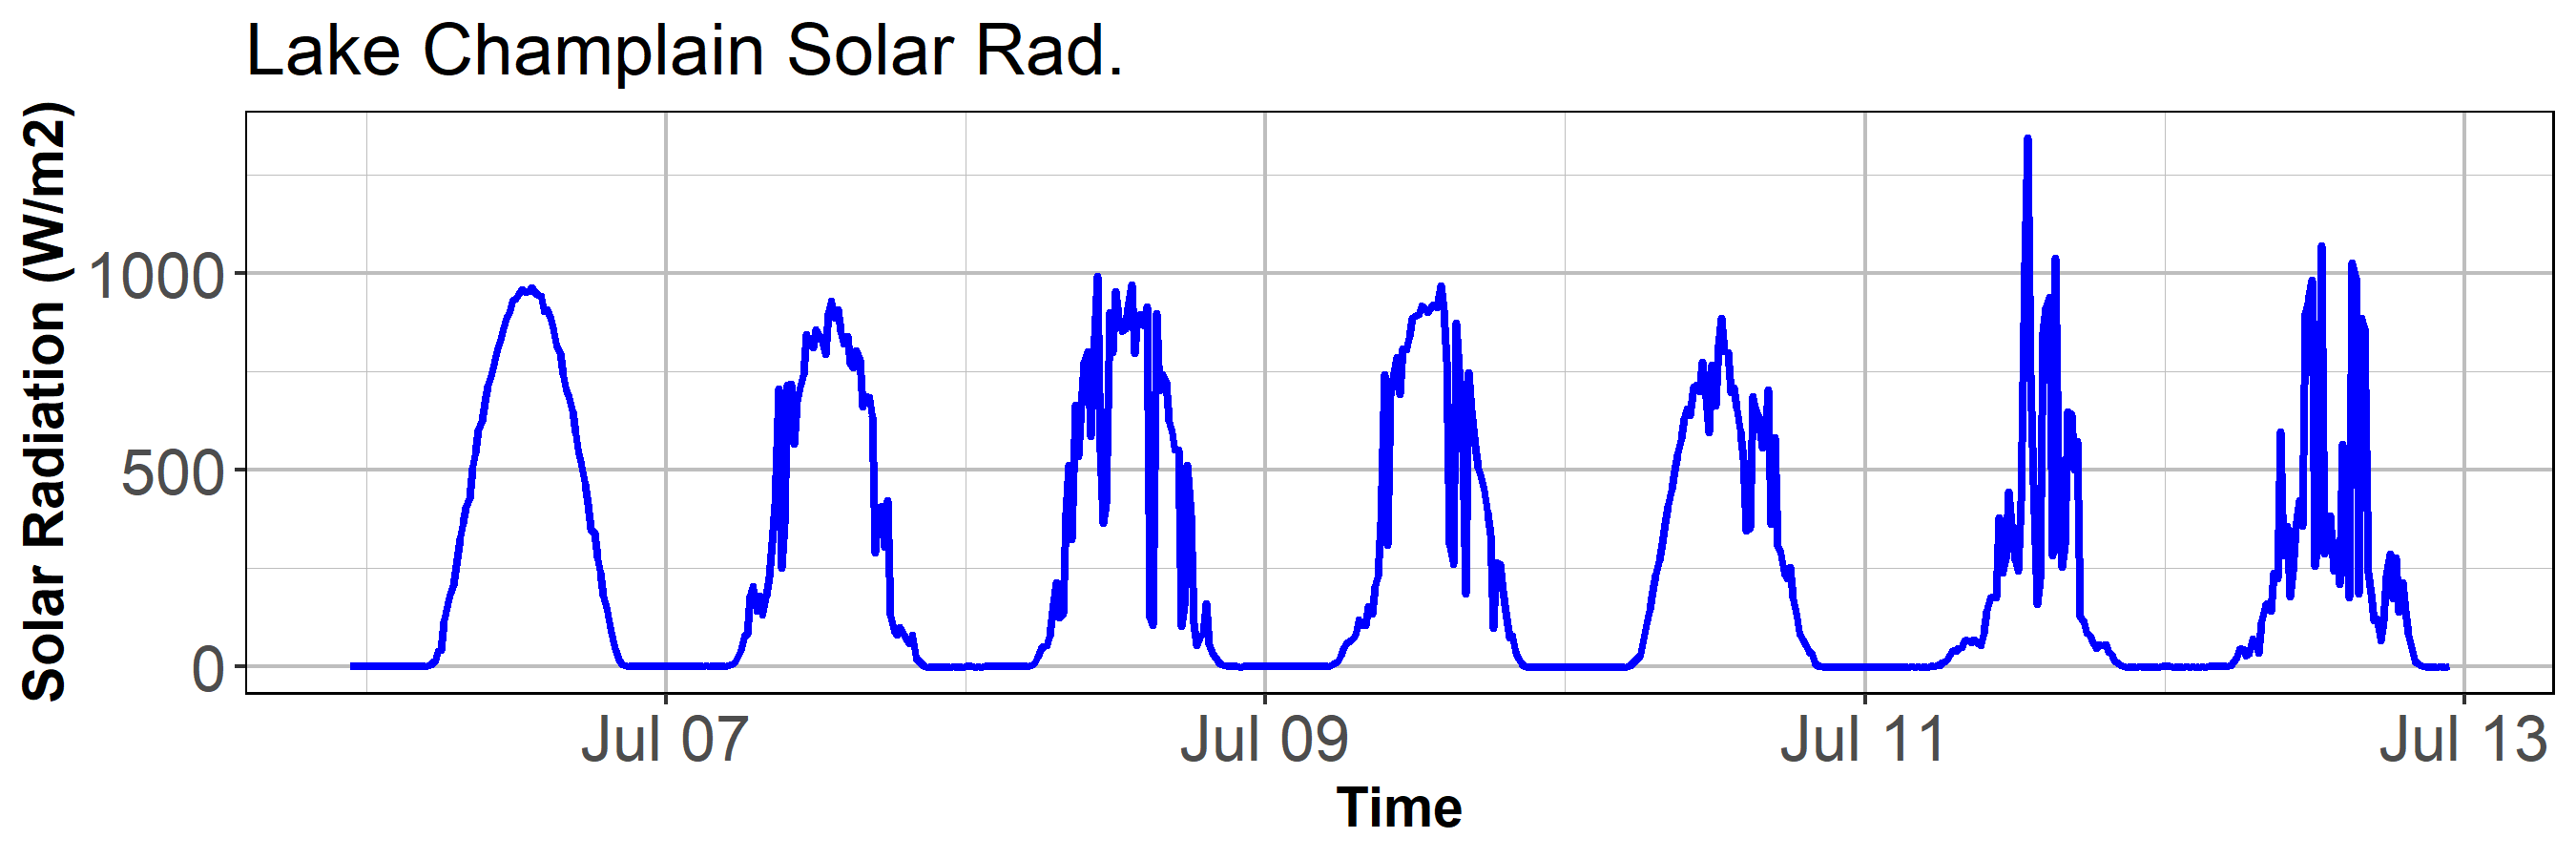 Lake Champlain Solar Rad.
Solar Radiation (W/m2)
1000
500
0
Jul 07 Jul 09 Jul 11 Jul 13
Time